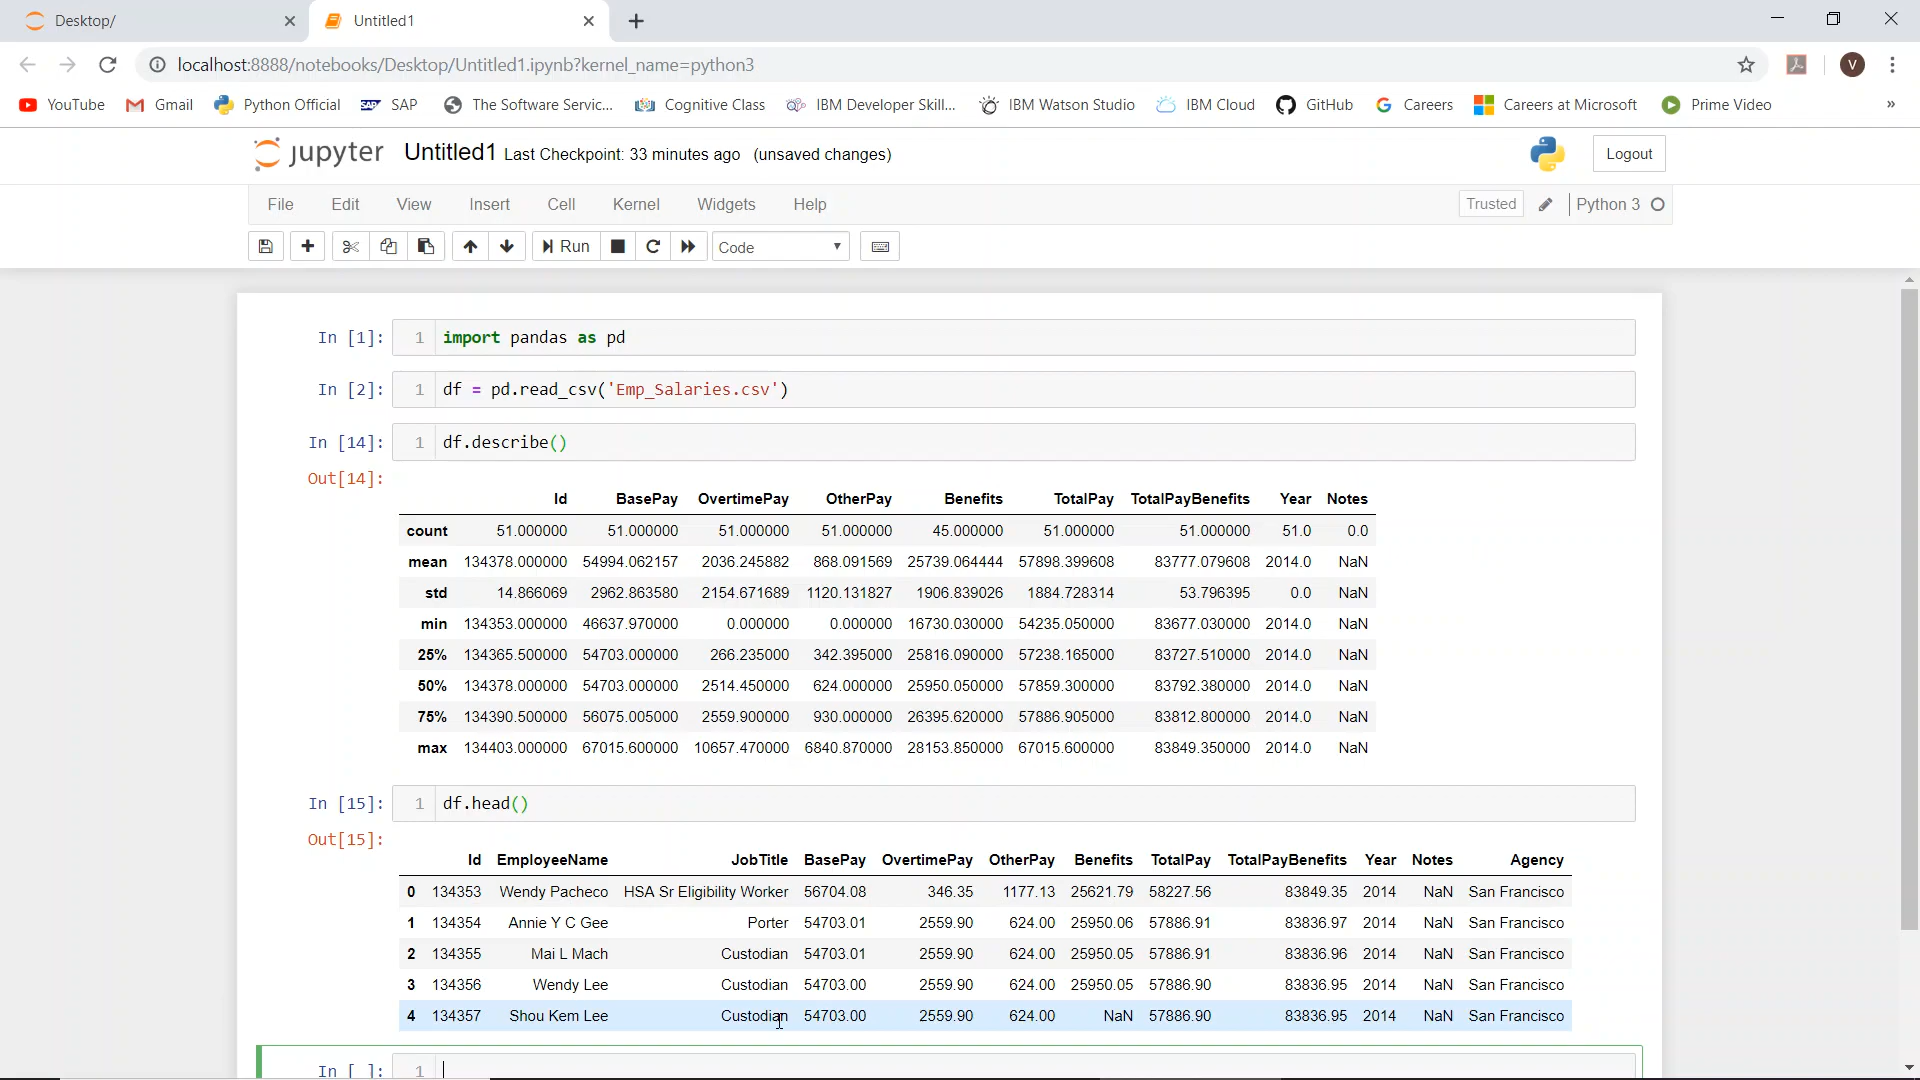 Desktop/ Untitled1
localhost:8888/notebooks/Desktop/Untitled1.ipynb?kernel_name=python3 V
YouTube Gmail Python Official SAP SAP The Software Servic... Cognitive Class IBM Developer Skill... IBM Watson Studio IBM Cloud GitHub Careers Careers at Microsoft Prime Video »
jupyter Untitled1 Last Checkpoint: 33 minutes ago (unsaved changes) Logout
File Edit View Insert Cell Kernel Widgets Help Trusted Python 3
Run Code
In [1]: 1 import pandas as pd
In [2]: 1 df = pd.read_csv('Emp_Salaries.csv')
In [14]: 1 df.describe()
Out[14]:
Id BasePay OvertimePay OtherPay Benefits TotalPay TotalPayBenefits Year Notes
count 51.000000 51.000000 51.000000 51.000000 45.000000 51.000000 51.000000 51.0 0.0
mean 134378.000000 54994.062157 2036.245882 868.091569 25739.064444 57898.399608 83777.079608 2014.0 NaN
std 14.866069 2962.863580 2154.671689 1120.131827 1906.839026 1884.728314 53.796395 0.0 NaN
min 134353.000000 46637.970000 0.000000 0.000000 16730.030000 54235.050000 83677.030000 2014.0 NaN
25% 134365.500000 54703.000000 266.235000 342.395000 25816.090000 57238.165000 83727.510000 2014.0 NaN
50% 134378.000000 54703.000000 2514.450000 624.000000 25950.050000 57859.300000 83792.380000 2014.0 NaN
75% 134390.500000 56075.005000 2559.900000 930.000000 26395.620000 57886.905000 83812.800000 2014.0 NaN
max 134403.000000 67015.600000 10657.470000 6840.870000 28153.850000 67015.600000 83849.350000 2014.0 NaN
In [15]: 1 df.head()
Out[15]:
Id EmployeeName JobTitle BasePay OvertimePay OtherPay Benefits TotalPay TotalPayBenefits Year Notes Agency
0 134353 Wendy Pacheco HSA Sr Eligibility Worker 56704.08 346.35 1177.13 25621.79 58227.56 83849.35 2014 NaN San Francisco
1 134354 Annie Y C Gee Porter 54703.01 2559.90 624.00 25950.06 57886.91 83836.97 2014 NaN San Francisco
2 134355 Mai L Mach Custodian 54703.01 2559.90 624.00 25950.05 57886.91 83836.96 2014 NaN San Francisco
3 134356 Wendy Lee Custodian 54703.00 2559.90 624.00 25950.05 57886.90 83836.95 2014 NaN San Francisco
4 134357 Shou Kem Lee Custodian 54703.00 2559.90 624.00 NaN 57886.90 83836.95 2014 NaN San Francisco
In [ ]: 1